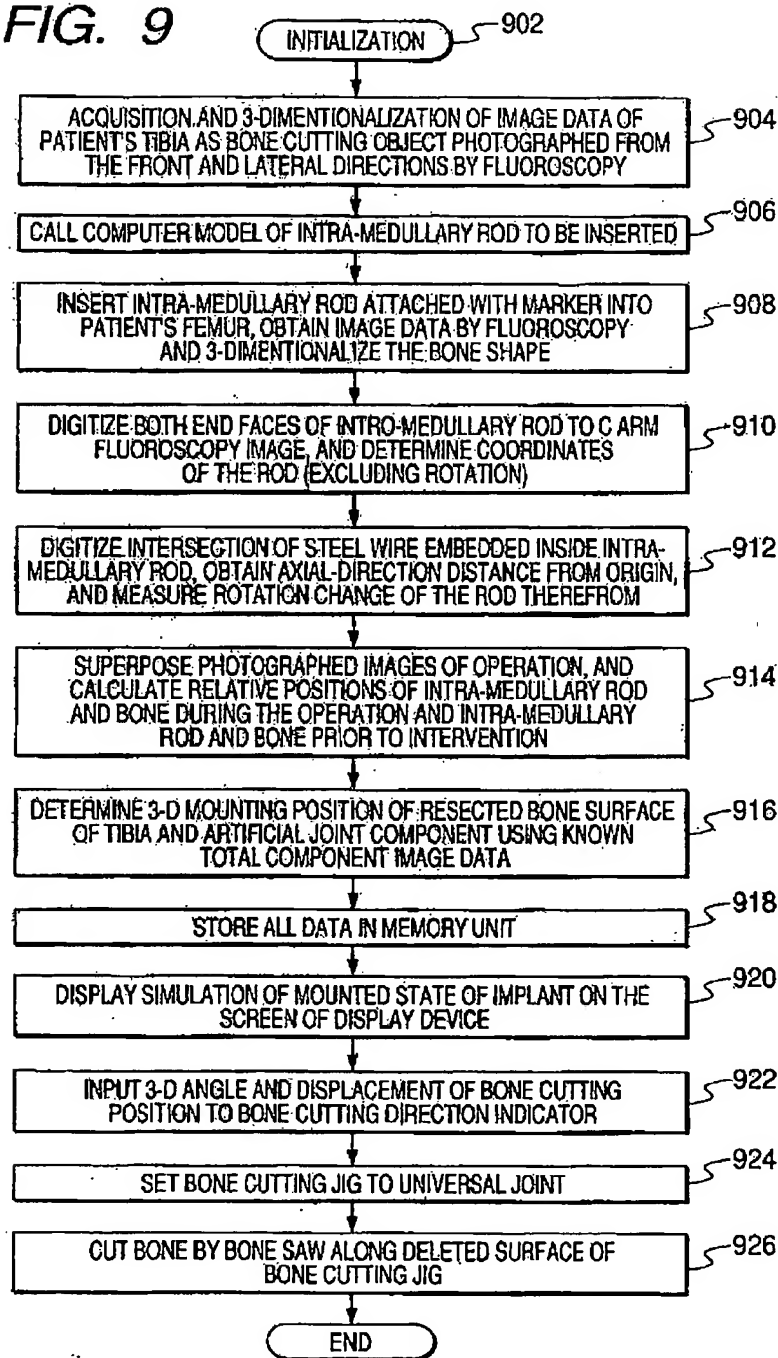 FIG. 9
INITIALIZATION
902
ACQUISITION AND 3-DIMENTIONALIZATION OF IMAGE DATA OF
PATIENT'S TIBIA AS BONE CUTTING OBJECT PHOTOGRAPHED FROM
THE FRONT AND LATERAL DIRECTIONS BY FLUOROSCOPY
904
CALL COMPUTER MODEL OF INTRA-MEDULLARY ROD TO BE INSERTED
906
INSERT INTRA-MEDULLARY ROD ATTACHED WITH MARKER INTO
PATIENT'S FEMUR, OBTAIN IMAGE DATA BY FLUOROSCOPY
AND 3-DIMENTIONALIZE THE BONE SHAPE
908
DIGITIZE BOTH END FACES OF INTRO-MEDULLARY ROD TO C ARM
FLUOROSCOPY IMAGE, AND DETERMINE COORDINATES
OF THE ROD (EXCLUDING ROTATION)
910
DIGITIZE INTERSECTION OF STEEL WIRE EMBEDDED INSIDE INTRA-
MEDULLARY ROD, OBTAIN AXIAL-DIRECTION DISTANCE FROM ORIGIN,
AND MEASURE ROTATION CHANGE OF THE ROD THEREFROM
912
SUPERPOSE PHOTOGRAPHED IMAGES OF OPERATION, AND
CALCULATE RELATIVE POSITIONS OF INTRA-MEDULLARY ROD
AND BONE DURING THE OPERATION AND INTRA-MEDULLARY
ROD AND BONE PRIOR TO INTERVENTION
914
DETERMINE 3-D MOUNTING POSITION OF RESECTED BONE SURFACE
OF TIBIA AND ARTIFICIAL JOINT COMPONENT USING KNOWN
TOTAL COMPONENT IMAGE DATA
916
STORE ALL DATA IN MEMORY UNIT
918
DISPLAY SIMULATION OF MOUNTED STATE OF IMPLANT ON THE
SCREEN OF DISPLAY DEVICE
920
INPUT 3-D ANGLE AND DISPLACEMENT OF BONE CUTTING
POSITION TO BONE CUTTING DIRECTION INDICATOR
922
SET BONE CUTTING JIG TO UNIVERSAL JOINT
924
CUT BONE BY BONE SAW ALONG DELETED SURFACE OF
BONE CUTTING JIG
926
END